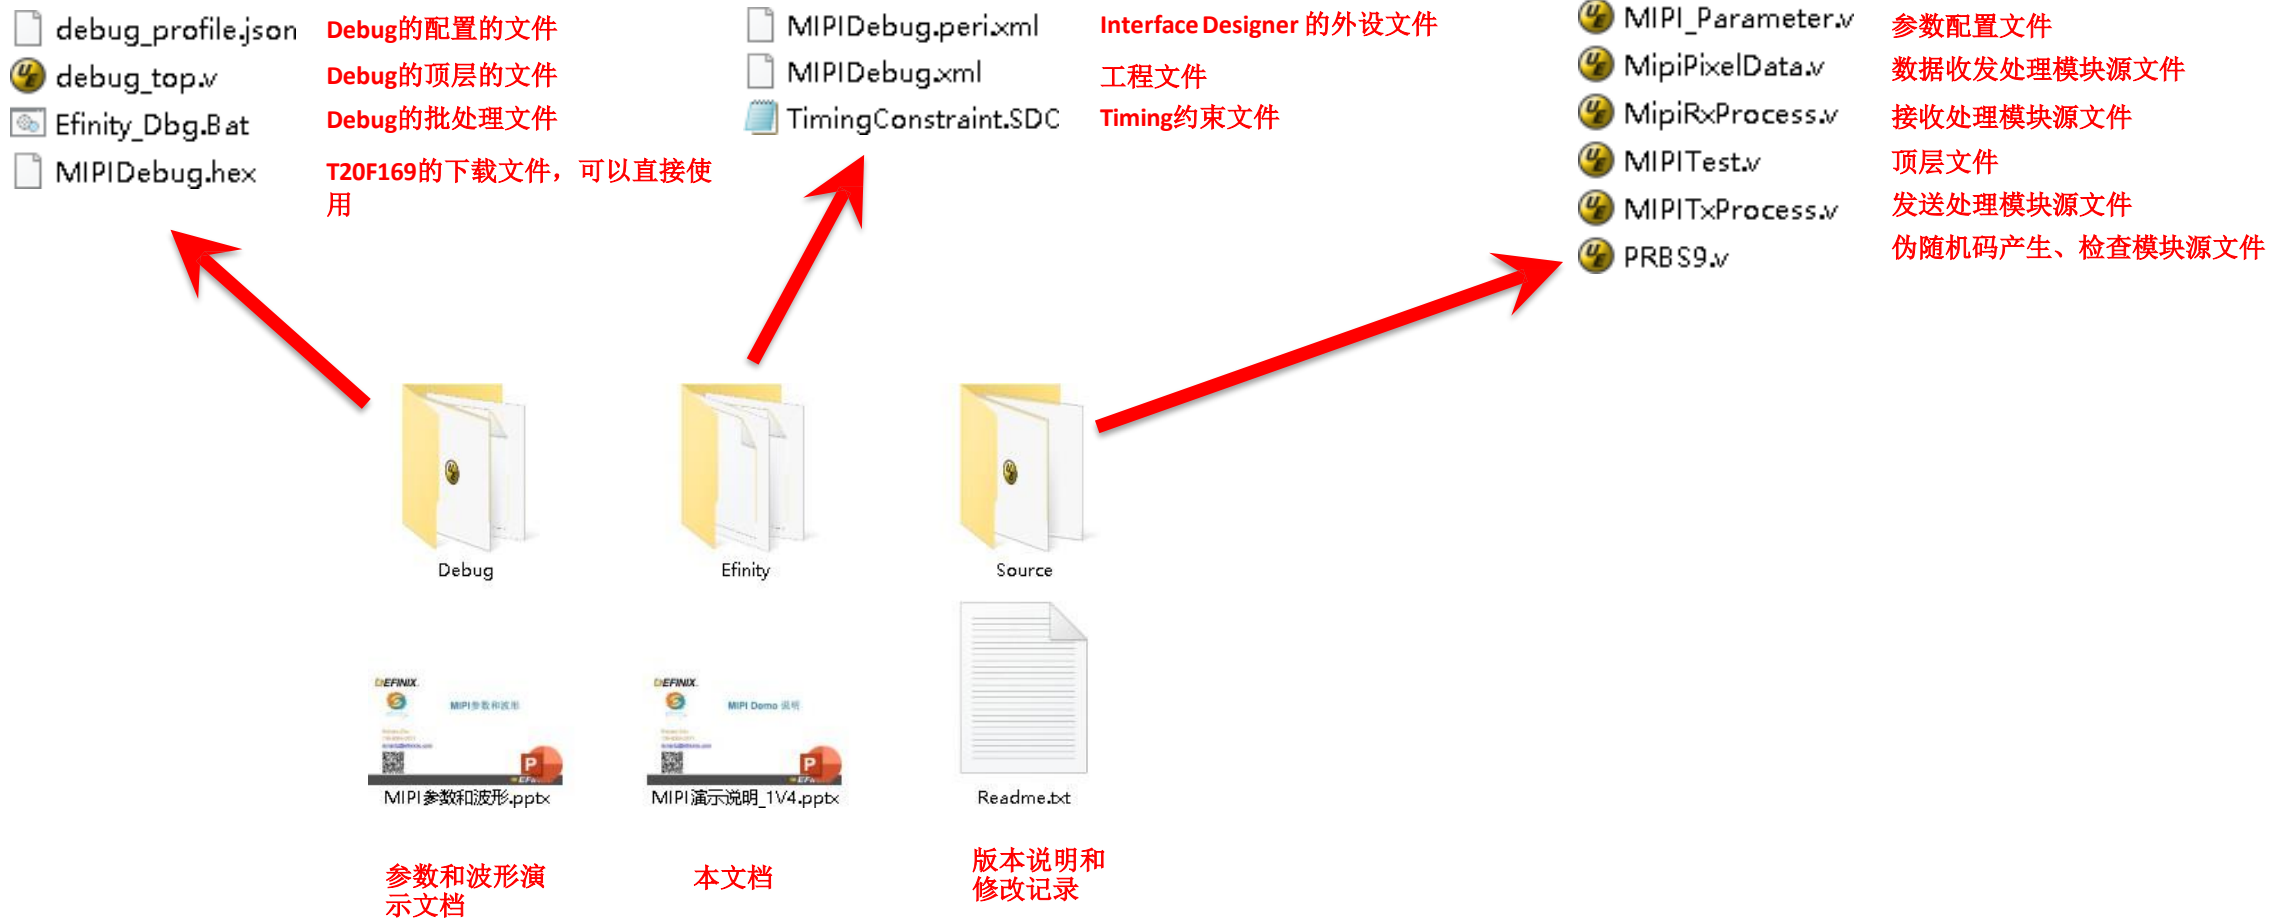 debug_profile.json Debug的配置的文件
debug_top.v Debug的顶层的文件
Efinity_Dbg.Bat Debug的批处理文件
MIPIDebug.hex T20F169的下载文件，可以直接使
用
MIPIDebug.peri.xml Interface Designer 的外设文件
MIPIDebug.xml 工程文件
TimingConstraint.SDC Timing约束文件
MIPI_Parameter.v 参数配置文件
MipiPixelData.v 数据收发处理模块源文件
MipiRxProcess.v 接收处理模块源文件
MIPITest.v 顶层文件
MIPITxProcess.v 发送处理模块源文件
PRBS9.v 伪随机码产生、检查模块源文件
Debug
Efinity
Source
EFINIX
MIPI参数和波形
P
MIPI参数和波形.pptx
EFINIX
MIPI Demo 说明
P
MIPI演示说明_1V4.pptx
Readme.txt
参数和波形演
示文档
本文档
版本说明和
修改记录